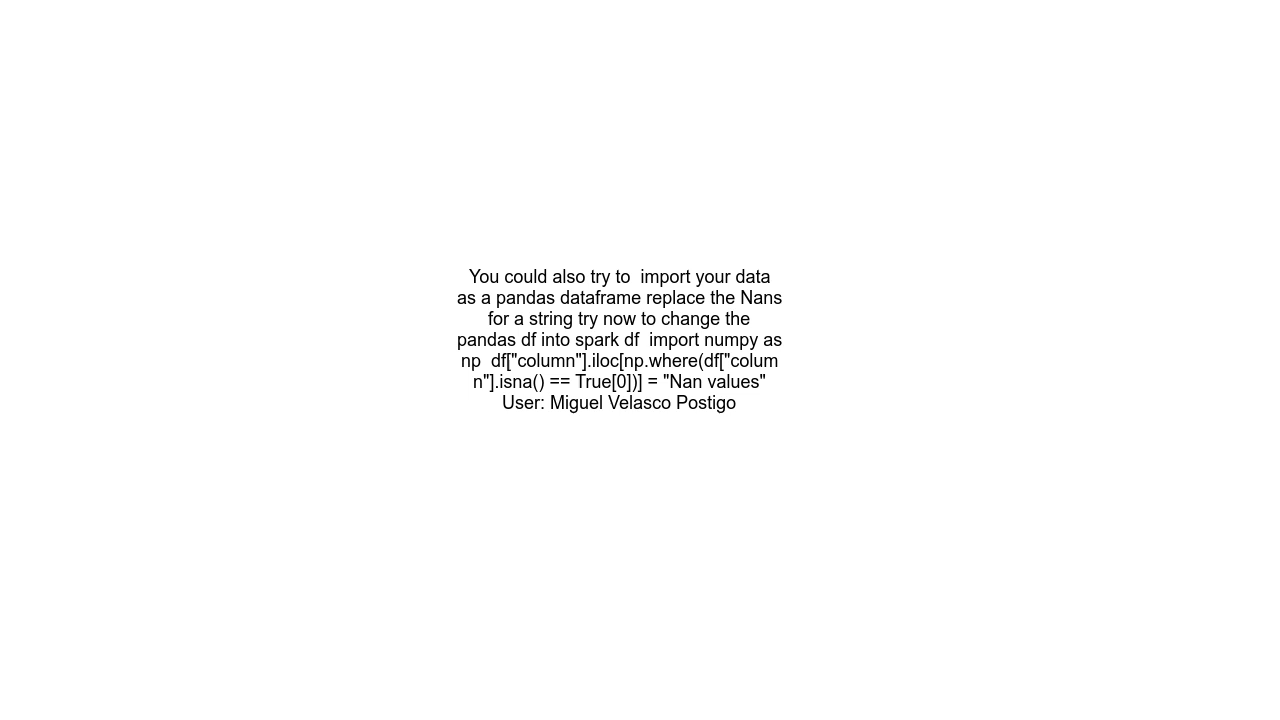 You could also try to  import your data
as a pandas dataframe replace the Nans
for a string try now to change the
pandas df into spark df  import numpy as
np  df["column"].iloc[np.where(df["colum
n"].isna() == True[0])] = "Nan values"
User: Miguel Velasco Postigo